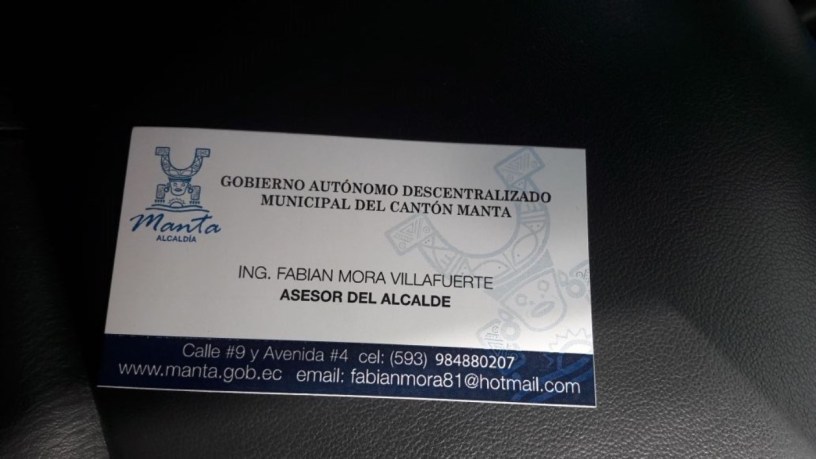 Manta
ALCALDÍA
GOBIERNO AUTÓNOMO DESCENTRALIZADO
MUNICIPAL DEL CANTÓN MANTA
ING. FABIAN MORA VILLAFUERTE
ASESOR DEL ALCALDE
Calle #9 y Avenida #4 cel: (593) 984880207
www.manta.gob.ec email: fabianmora81@hotmail.com